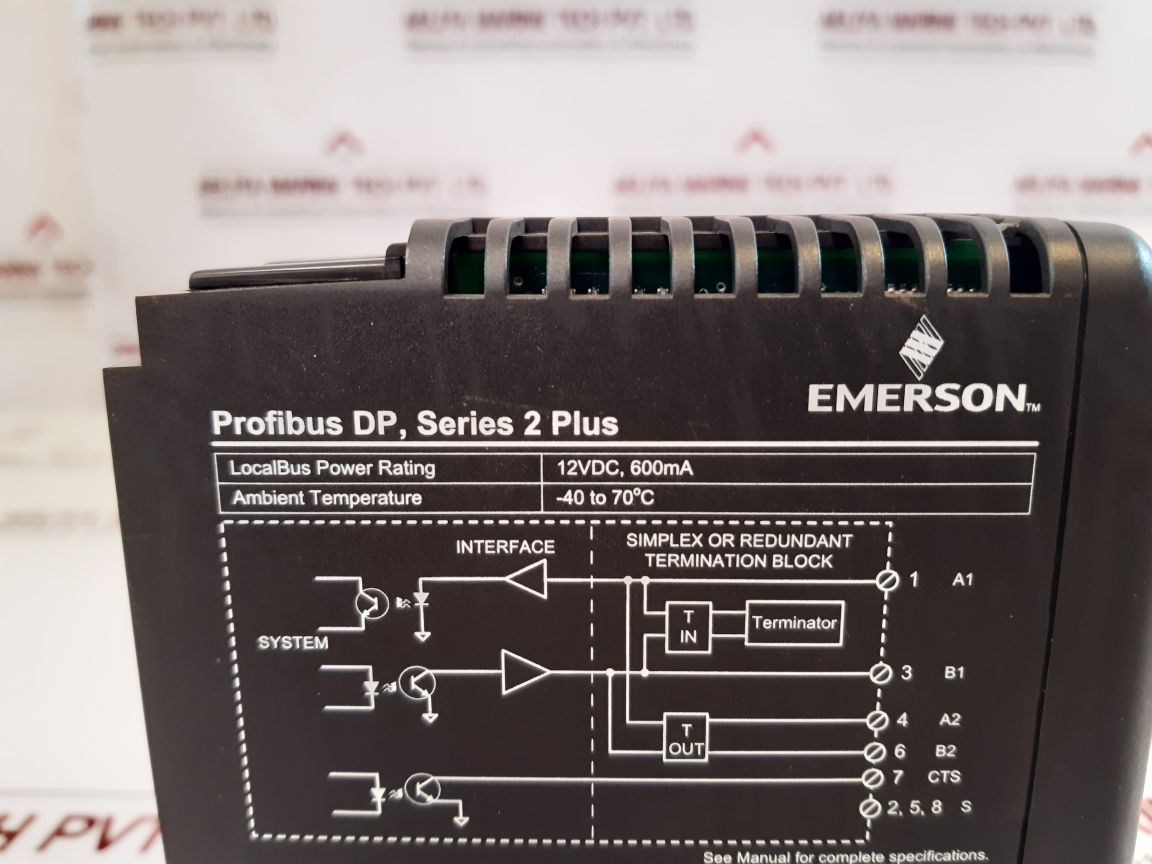 EMERSON™
Profibus DP, Series 2 Plus
LocalBus Power Rating 12VDC, 600mA
Ambient Temperature -40 to 70°C
INTERFACE
SIMPLEX OR REDUNDANT
TERMINATION BLOCK
1 A1
T
IN
Terminator
SYSTEM
3 B1
4 A2
T
OUT
6 B2
7 CTS
2, 5, 8 S
See Manual for complete specifications.